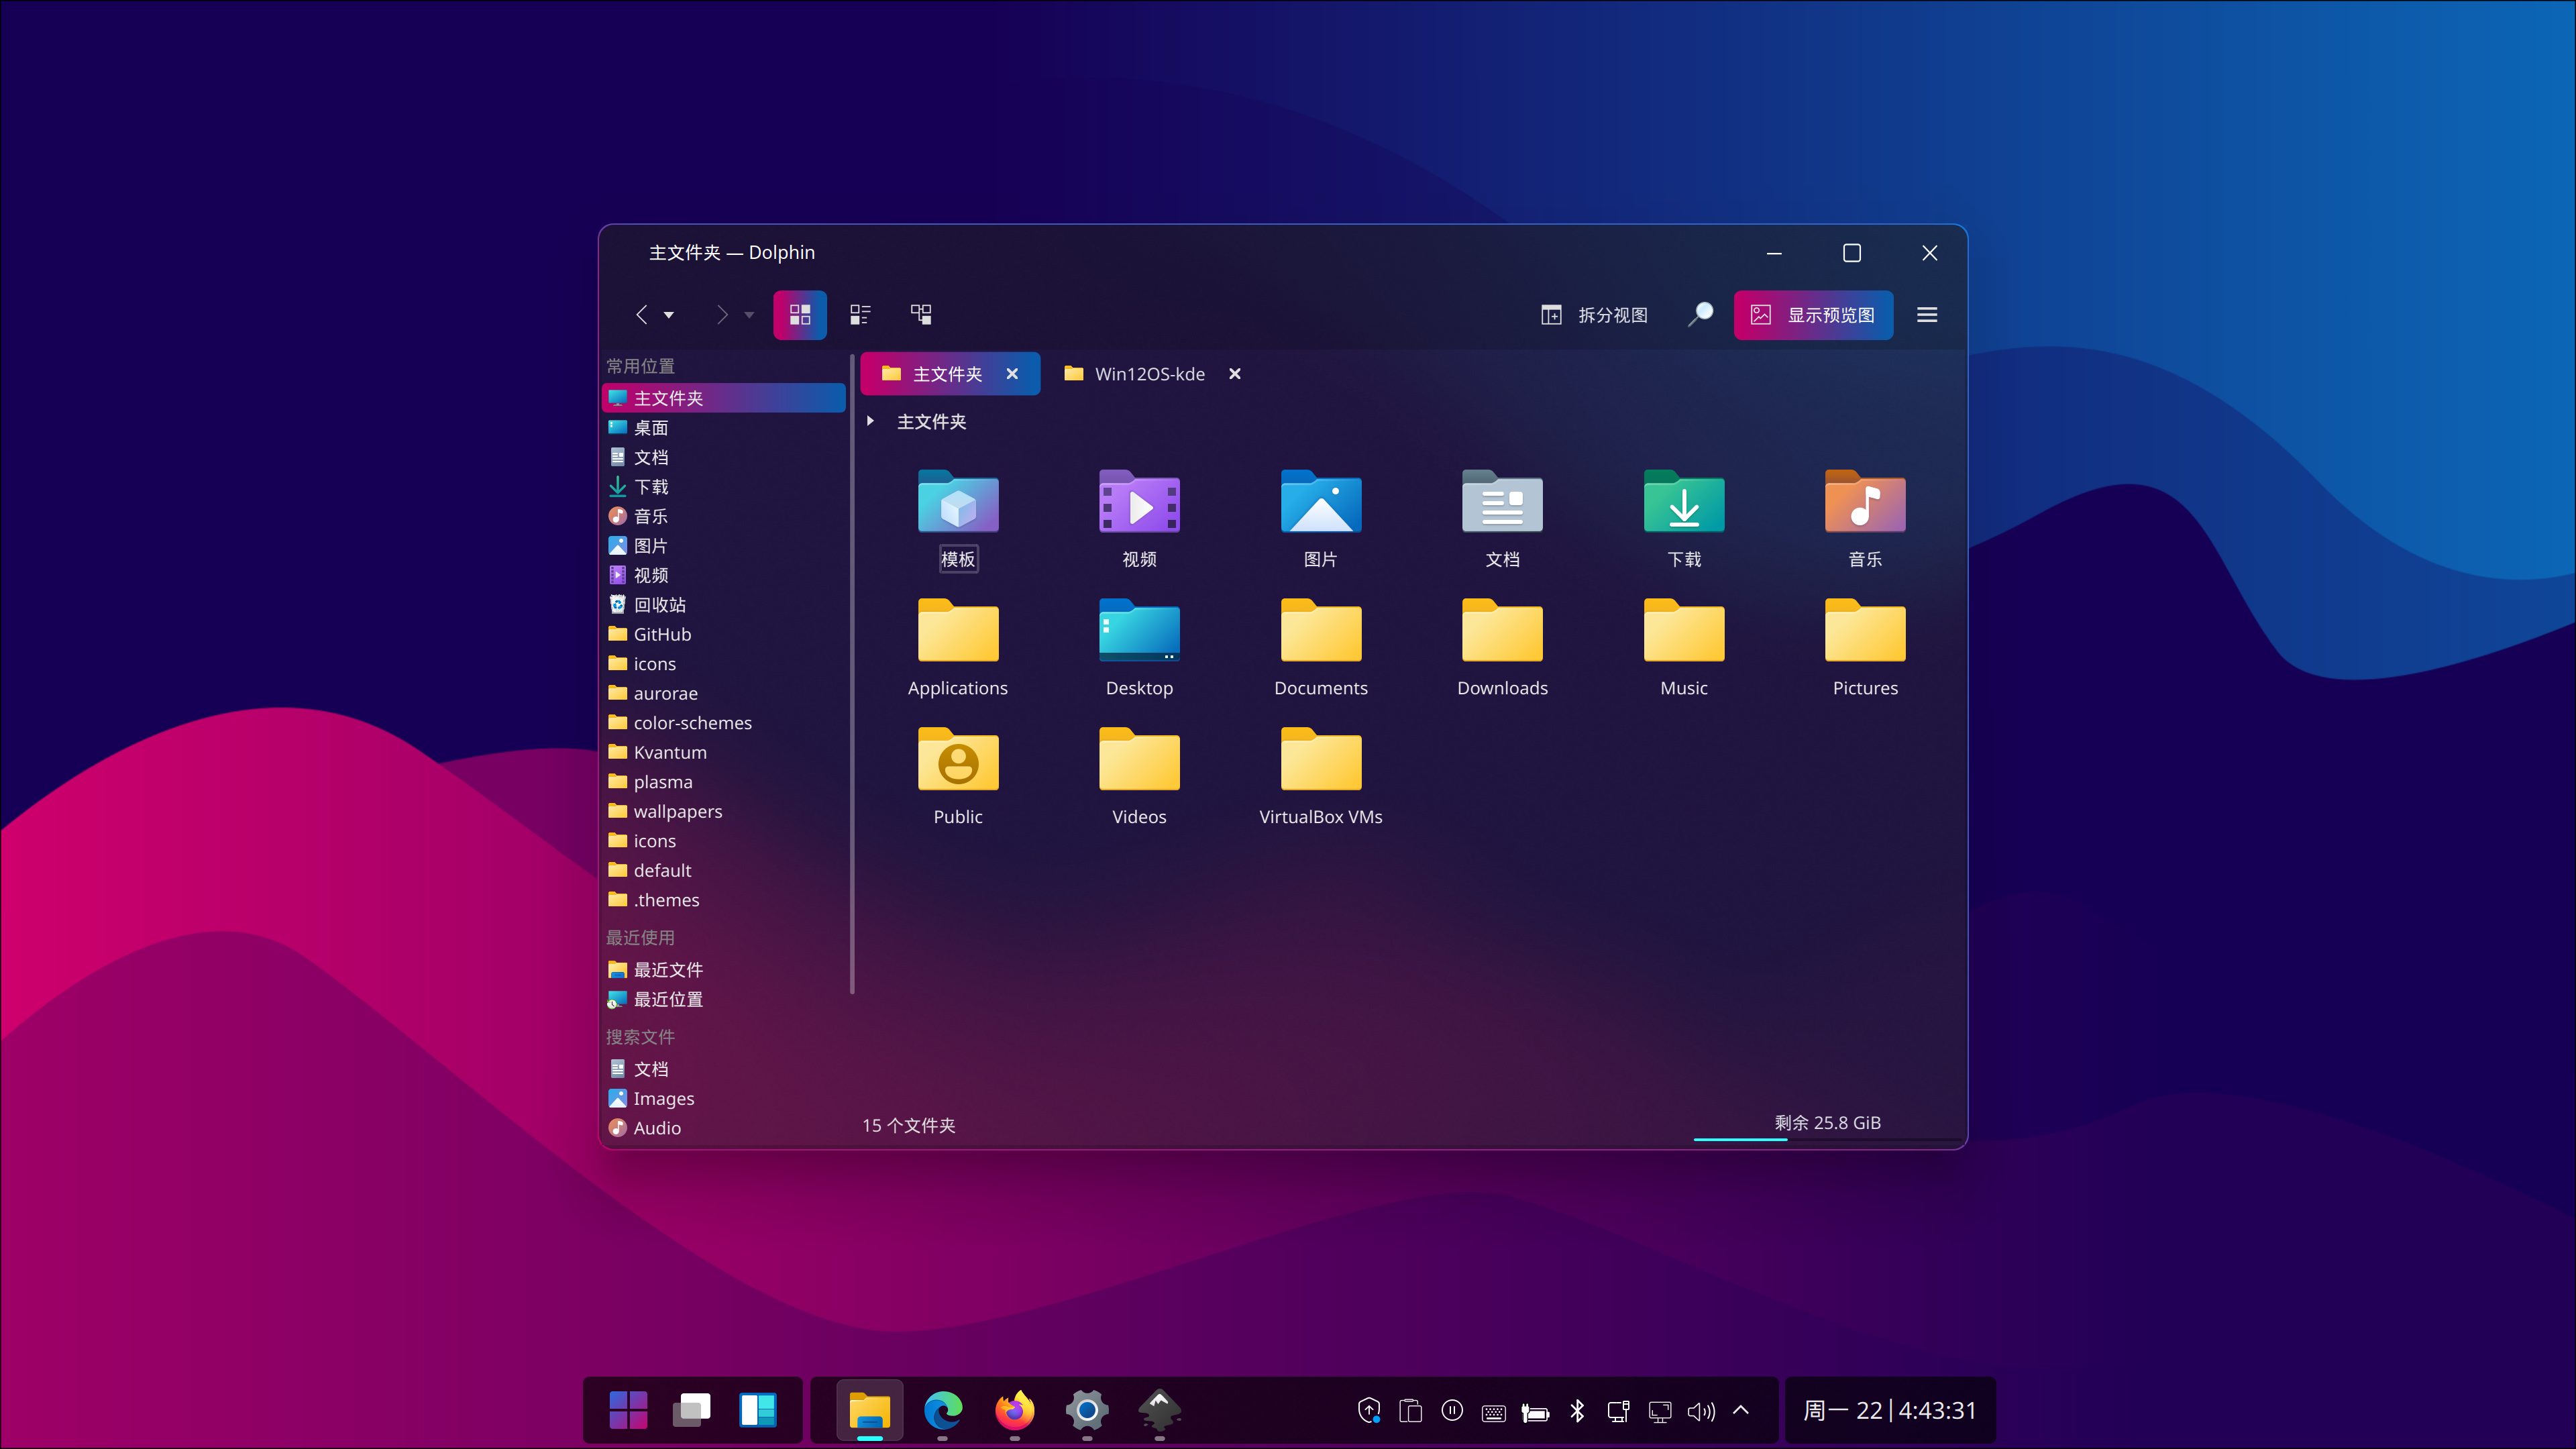 主文件夹 — Dolphin
拆分视图
显示预览图
常用位置
主文件夹
桌面
文档
下载
音乐
图片
视频
回收站
GitHub
icons
aurorae
color-schemes
Kvantum
plasma
wallpapers
icons
default
.themes
最近使用
最近文件
最近位置
搜索文件
文档
Images
Audio
主文件夹
Win12OS-kde
主文件夹
模板 视频 图片 文档 下载 音乐
Applications Desktop Documents Downloads Music Pictures
Public Videos VirtualBox VMs
15 个文件夹
剩余 25.8 GiB
周一 22|4:43:31